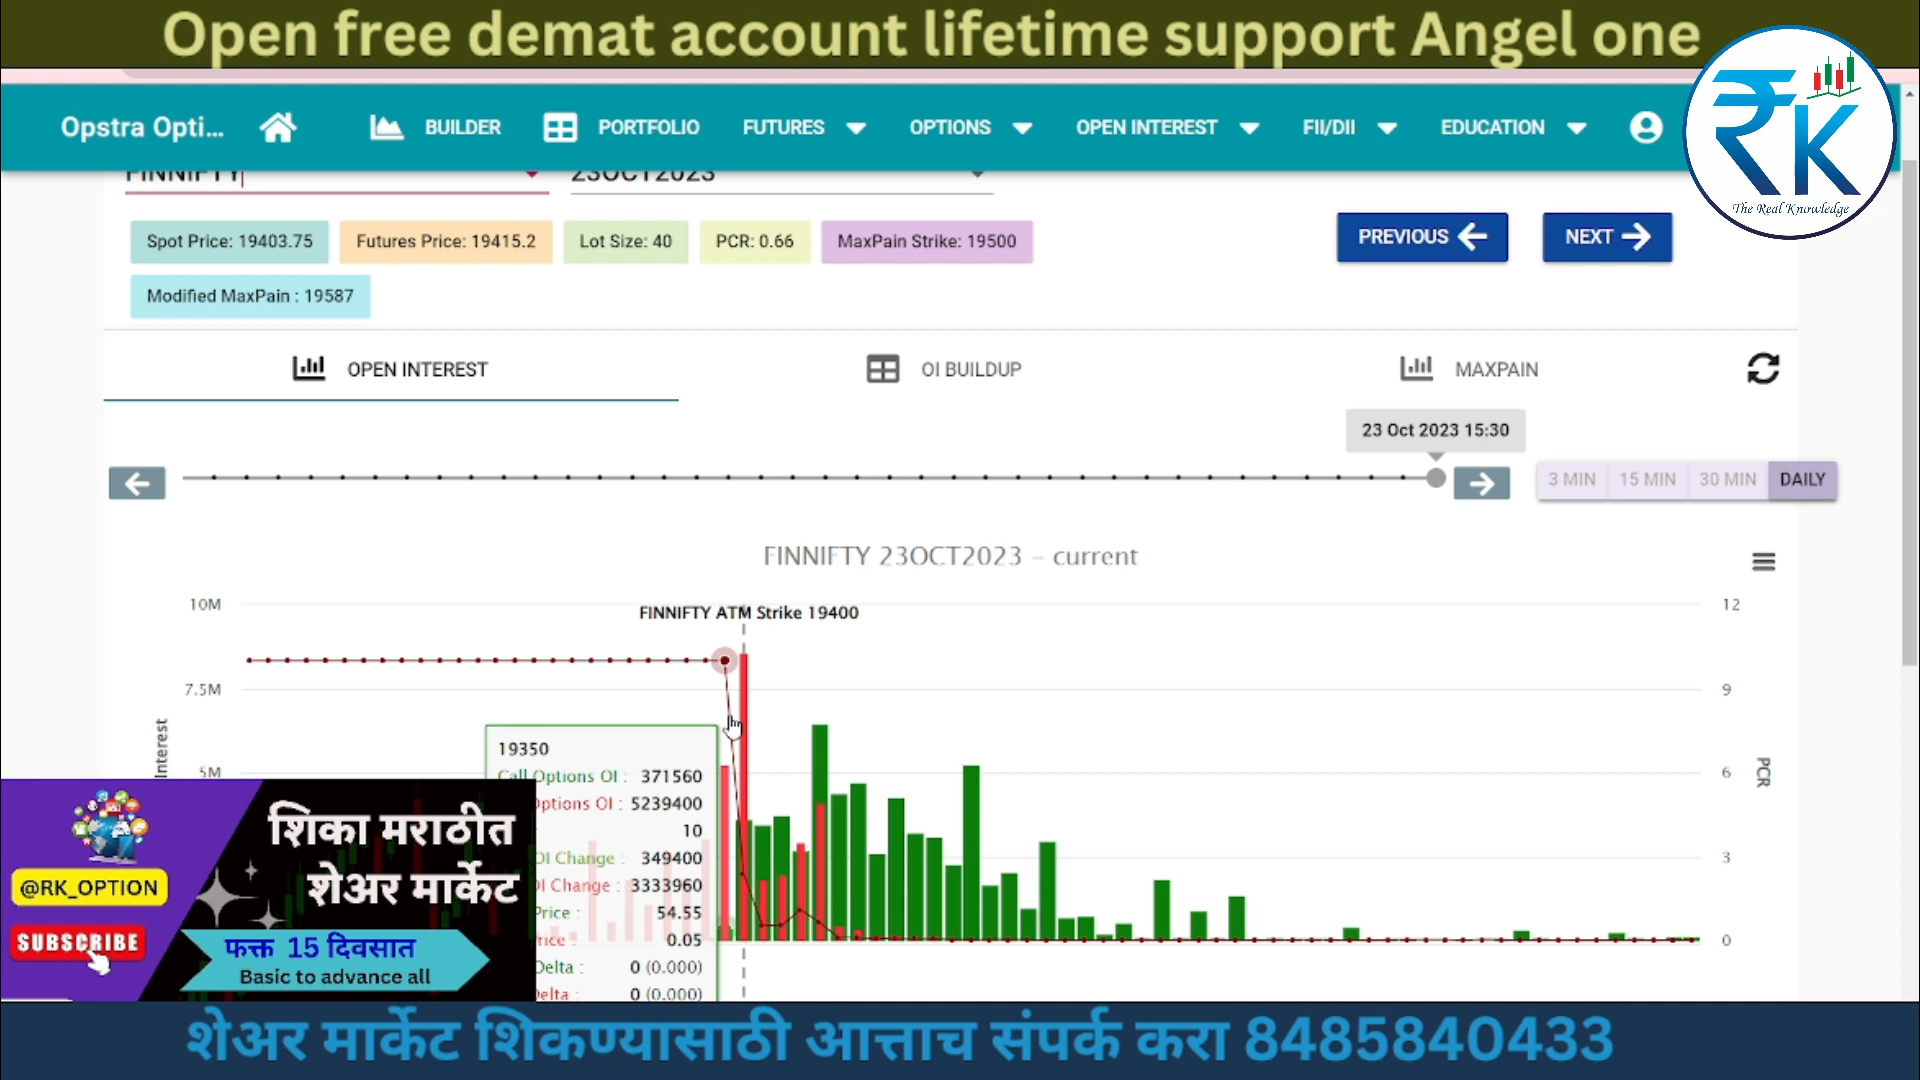 Open free demat account lifetime support Angel one
Opstra Opti...
BUILDER
PORTFOLIO
FUTURES
OPTIONS
OPEN INTEREST
FII/DII
EDUCATION
₹K
The Real Knowledge
FINNIFTY
23OCT2023
Spot Price: 19403.75
Futures Price: 19415.2
Lot Size: 40
PCR: 0.66
MaxPain Strike: 19500
PREVIOUS
NEXT
Modified MaxPain : 19587
OPEN INTEREST
OI BUILDUP
MAXPAIN
23 Oct 2023 15:30
3 MIN
15 MIN
30 MIN
DAILY
FINNIFTY 23OCT2023 – current
10M
FINNIFTY ATM Strike 19400
12
7.5M
9
Interest
5M
6
PCR
3
0
19350
Call Options OI : 371560
Options OI : 5239400
10
OI Change : 349400
OI Change : 3333960
Price : 54.55
rice : 0.05
Delta : 0 (0.000)
Delta : 0 (0.000)
शिका मराठीत
शेअर मार्केट
@RK_OPTION
SUBSCRIBE
फक्त 15 दिवसात
Basic to advance all
शेअर मार्केट शिकण्यासाठी आत्ताच संपर्क करा 8485840433